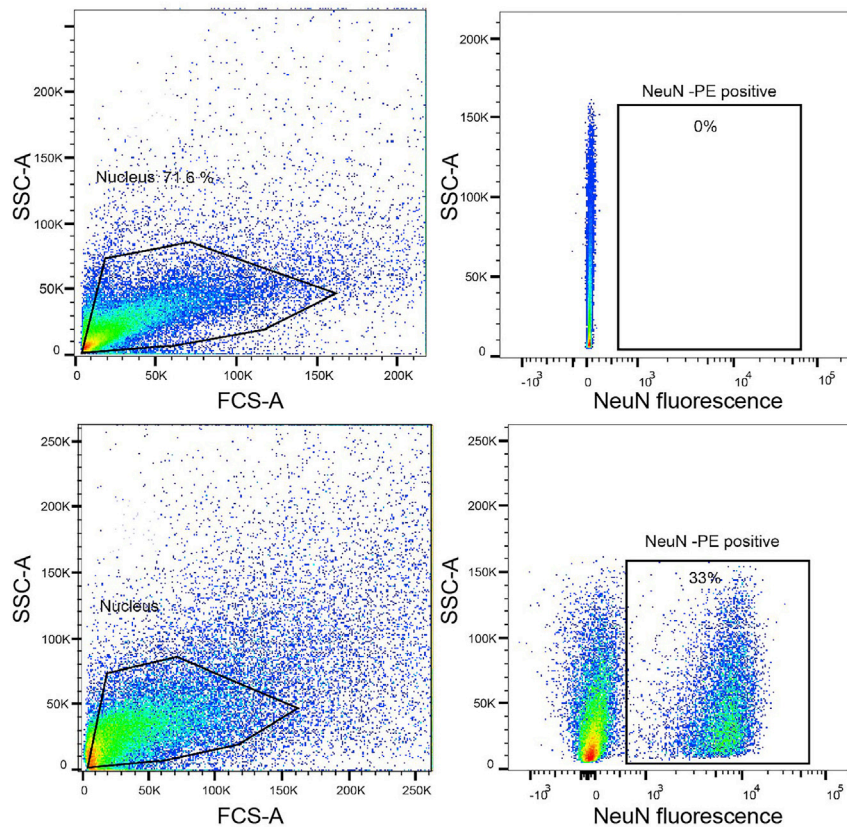 SSC-A
200K
150K
100K
50K
0
Nucleus 71.6 %
0
50K
100K
150K
200K
FCS-A
SSC-A
200K
150K
100K
50K
0
NeuN -PE positive
0%
-10³
0
10³
10⁴
10⁵
NeuN fluorescence
SSC-A
250K
200K
150K
100K
50K
0
Nucleus
0
50K
100K
150K
200K
250K
FCS-A
SSC-A
250K
200K
150K
100K
50K
0
NeuN -PE positive
33%
-10³
0
10³
10⁴
10⁵
NeuN fluorescence